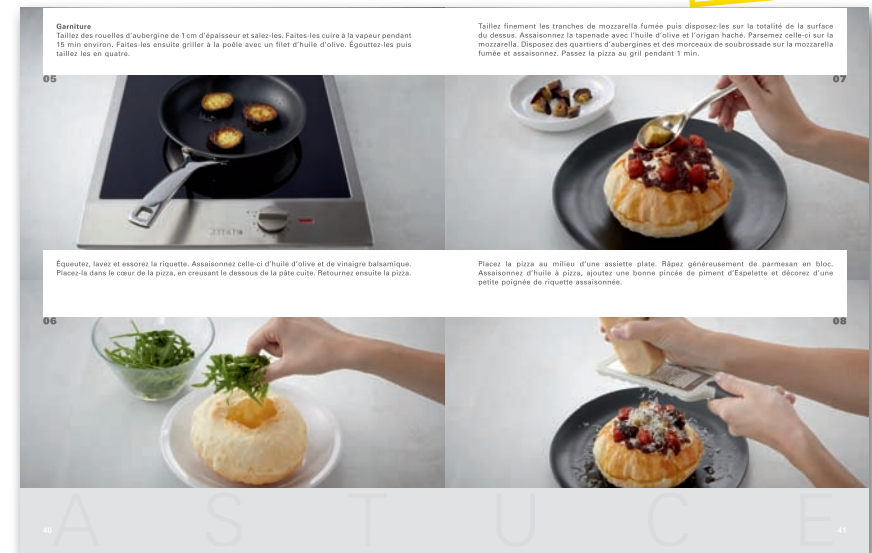 Garniture
Taillez des rouelles d'aubergine de 1 cm d'épaisseur et salez-les. Faites-les cuire à la vapeur pendant
15 min environ. Faites-les ensuite griller à la poêle avec un filet d'huile d'olive. Égouttez-les puis
taillez les en quatre.
05
Équeutez, lavez et essorez la riquette. Assaisonnez celle-ci d'huile d'olive et de vinaigre balsamique.
Placez-la dans le cœur de la pizza, en creusant le dessous de la pâte cuite. Retournez ensuite la pizza.
06
40
Taillez finement les tranches de mozzarella fumée puis disposez-les sur la totalité de la surface
du dessus. Assaisonnez la tapenade avec l'huile d'olive et l'origan haché. Parsemez celle-ci sur la
mozzarella. Disposez des quartiers d'aubergines et des morceaux de soubrossade sur la mozzarella
fumée et assaisonnez. Passez la pizza au gril pendant 1 min.
07
Placez la pizza au milieu d'une assiette plate. Râpez généreusement de parmesan en bloc.
Assaisonnez d'huile à pizza, ajoutez une bonne pincée de piment d'Espelette et décorez d'une
petite poignée de riquette assaisonnée.
08
41
ASTUCE